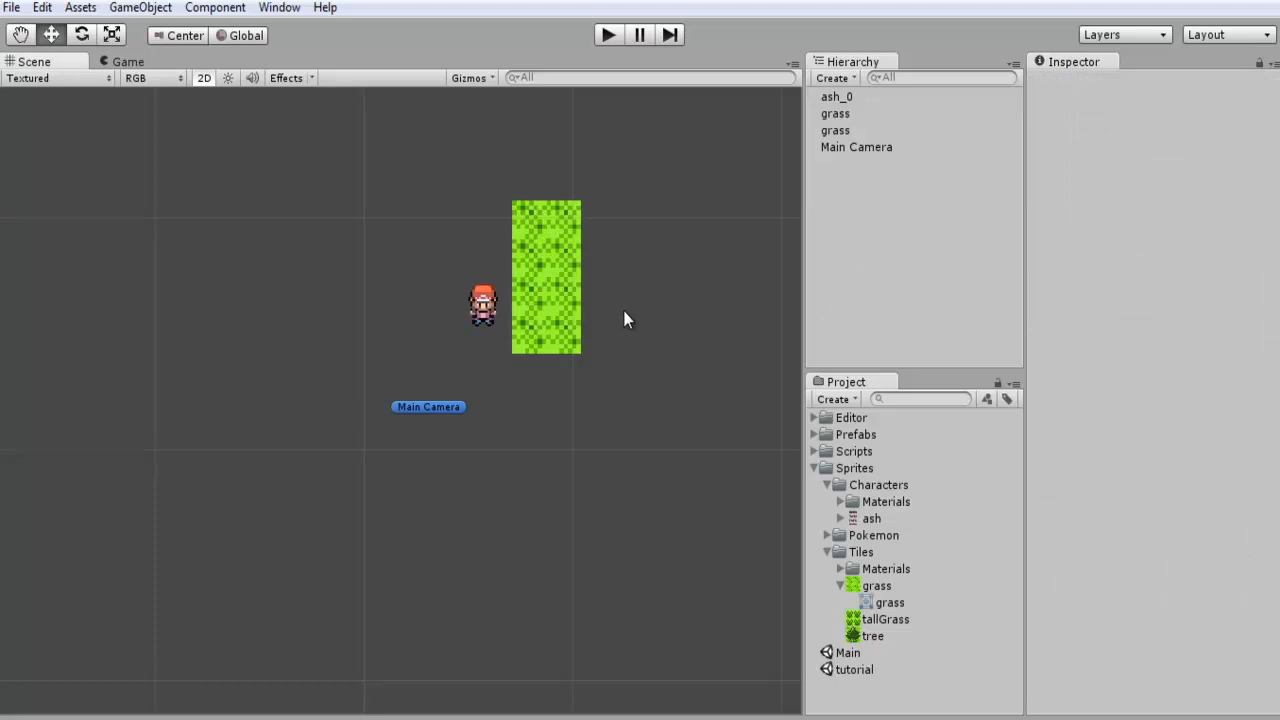 File Edit Assets GameObject Component Window Help
Center Global Layers Layout
Scene Game
Textured RGB 2D Effects Gizmos All
Main Camera
Hierarchy
Create All
ash_0
grass
grass
Main Camera
Project
Create
Editor
Prefabs
Scripts
Sprites
Characters
Materials
ash
Pokemon
Tiles
Materials
grass
grass
tallGrass
tree
Main
tutorial
Inspector